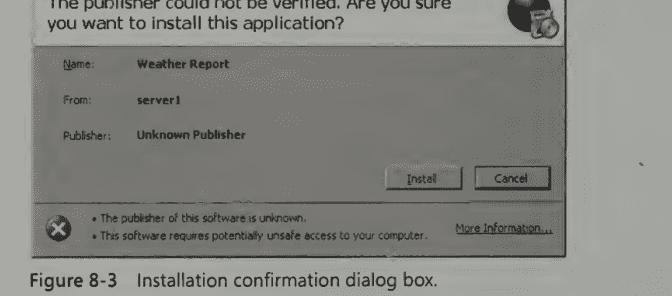 The publisher could not be verified. Are you sure
you want to install this application?
Name: Weather Report
From: server1
Publisher: Unknown Publisher
Install Cancel
• The publisher of this software is unknown.
• This software requires potentially unsafe access to your computer.
More Information...
Figure 8-3 Installation confirmation dialog box.